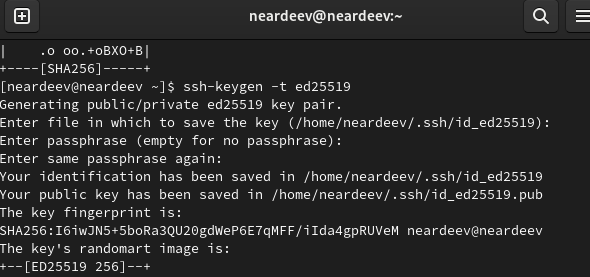 neardeev@neardeev:~
|    .o oo.+oBXO+B|
+----[SHA256]-----+
[neardeev@neardeev ~]$ ssh-keygen -t ed25519
Generating public/private ed25519 key pair.
Enter file in which to save the key (/home/neardeev/.ssh/id_ed25519):
Enter passphrase (empty for no passphrase):
Enter same passphrase again:
Your identification has been saved in /home/neardeev/.ssh/id_ed25519
Your public key has been saved in /home/neardeev/.ssh/id_ed25519.pub
The key fingerprint is:
SHA256:I6iwJN5+5boRa3QU20gdWeP6E7qMFF/iIda4gpRUVeM neardeev@neardeev
The key's randomart image is:
+--[ED25519 256]--+